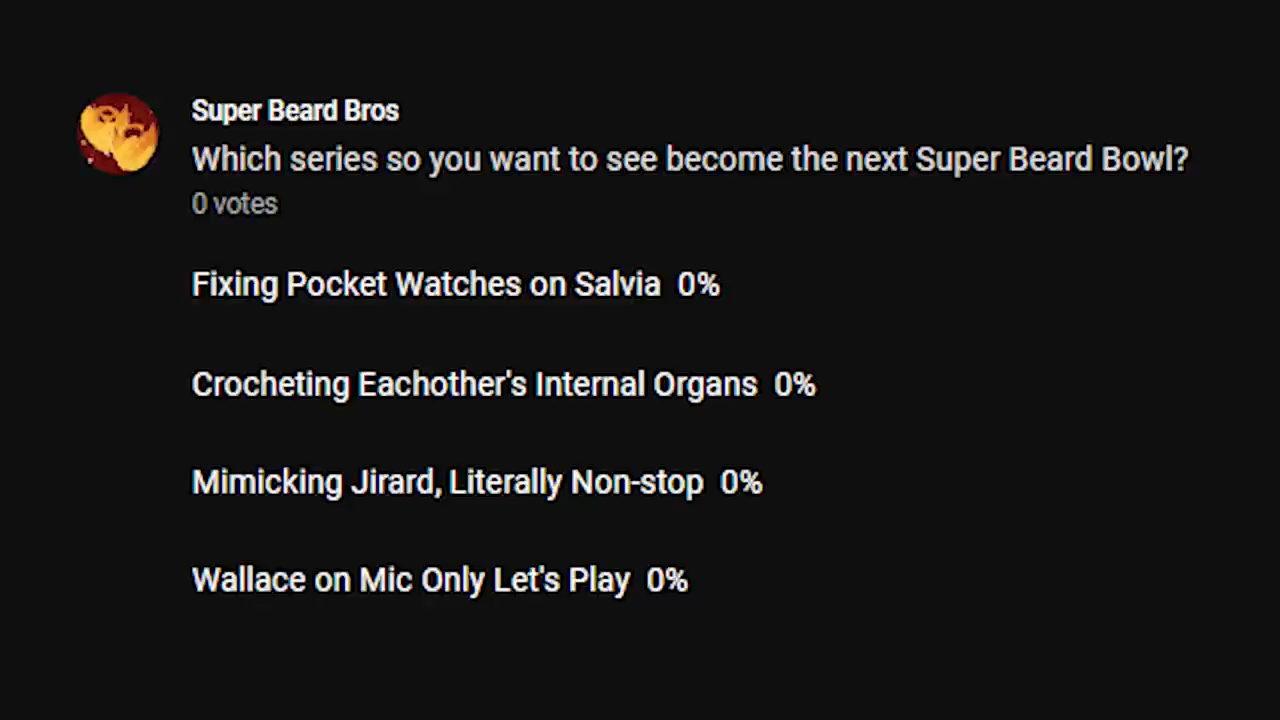 Super Beard Bros
Which series so you want to see become the next Super Beard Bowl?
0 votes
Fixing Pocket Watches on Salvia 0%
Crocheting Eachother's Internal Organs 0%
Mimicking Jirard, Literally Non-stop 0%
Wallace on Mic Only Let's Play 0%